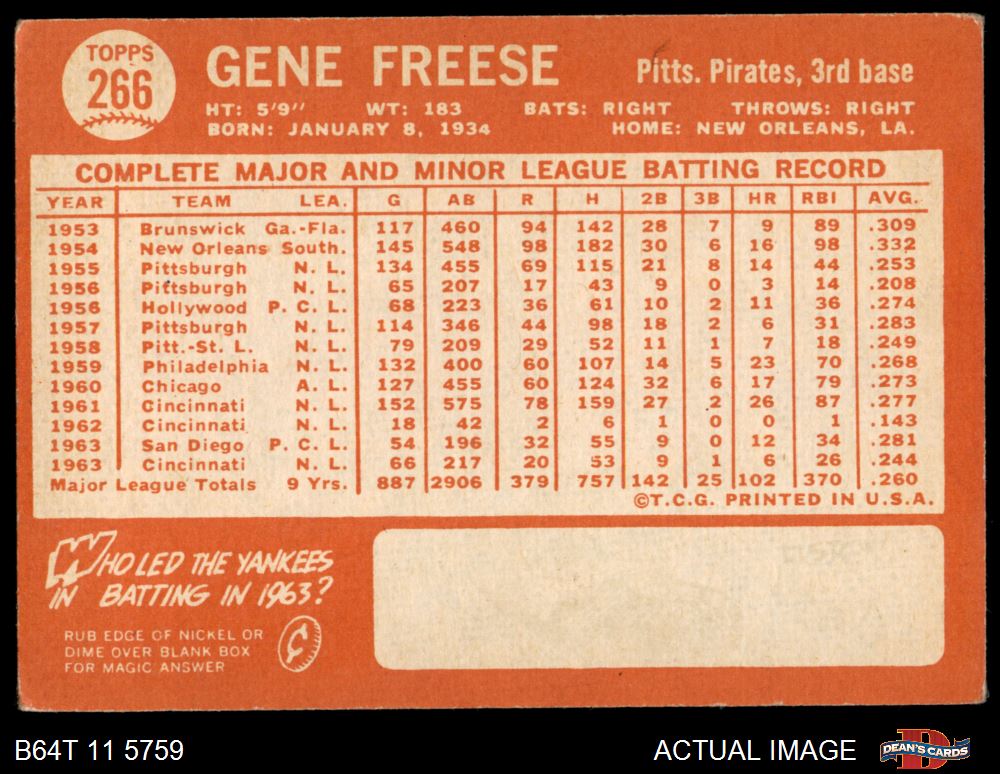 TOPPS
266
GENE FREESE
Pitts. Pirates, 3rd base
HT: 5'9" WT: 183 BATS: RIGHT THROWS: RIGHT
BORN: JANUARY 8, 1934 HOME: NEW ORLEANS, LA.
COMPLETE MAJOR AND MINOR LEAGUE BATTING RECORD
YEAR TEAM LEA. G AB R H 2B 3B HR RBI AVG.
1953 Brunswick Ga.-Fla. 117 460 94 142 28 7 9 89 .309
1954 New Orleans South. 145 548 98 182 30 6 16 98 .332
1955 Pittsburgh N. L. 134 455 69 115 21 8 14 44 .253
1956 Pittsburgh N. L. 65 207 17 43 9 0 3 14 .208
1956 Hollywood P. C. L. 68 223 36 61 10 2 11 36 .274
1957 Pittsburgh N. L. 114 346 44 98 18 2 6 31 .283
1958 Pitt.-St. L. N. L. 79 209 29 52 11 1 7 18 .249
1959 Philadelphia N. L. 132 400 60 107 14 5 23 70 .268
1960 Chicago A. L. 127 455 60 124 32 6 17 79 .273
1961 Cincinnati N. L. 152 575 78 159 27 2 26 87 .277
1962 Cincinnati N. L. 18 42 2 6 1 0 0 1 .143
1963 San Diego P. C. L. 54 196 32 55 9 0 12 34 .281
1963 Cincinnati N. L. 66 217 20 53 9 1 6 26 .244
Major League Totals 9 Yrs. 887 2906 379 757 142 25 102 370 .260
©T.C.G. PRINTED IN U.S.A.
WHO LED THE YANKEES
IN BATTING IN 1963?
RUB EDGE OF NICKEL OR
DIME OVER BLANK BOX
FOR MAGIC ANSWER
¢
B64T 11 5759
ACTUAL IMAGE
DEAN'S CARDS